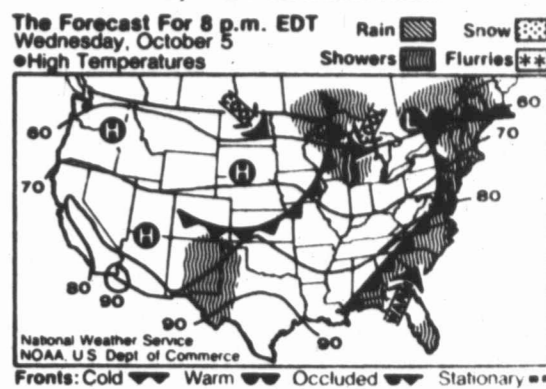 The Forecast For 8 p.m. EDT
Wednesday, October 5
●High Temperatures
Rain
Snow
Showers
Flurries
60
H
H
H
L
60
70
70
80
80
90
90
90
National Weather Service
NOAA, U S Dept of Commerce
Fronts: Cold Warm Occluded Stationary